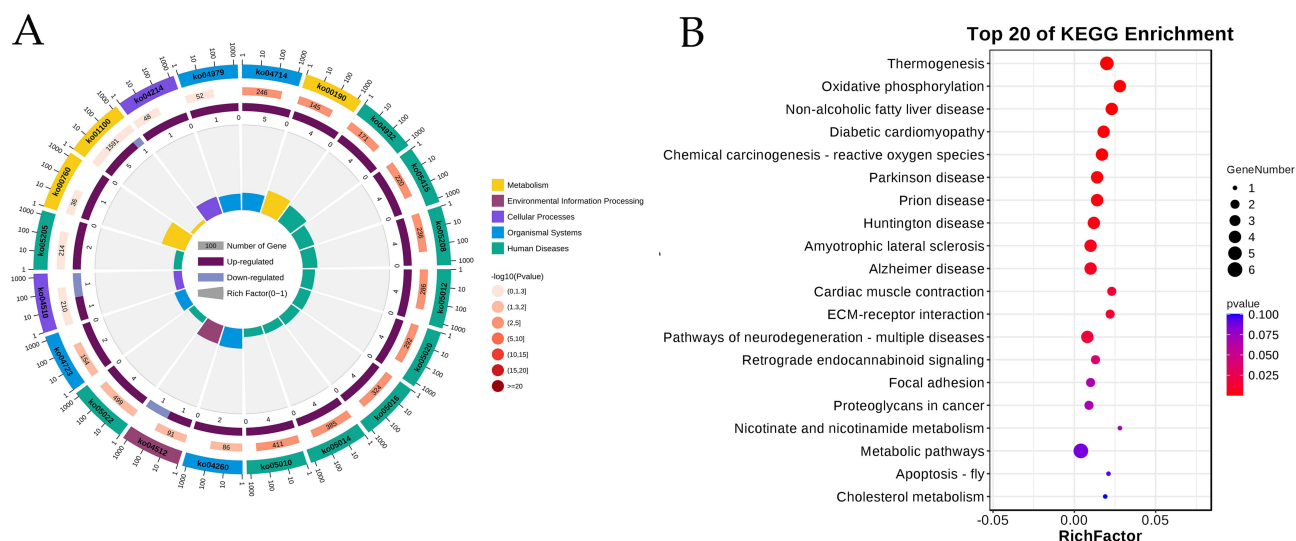 A
ko04714
ko00190
ko04932
ko05415
ko05208
ko05012
ko05020
ko05016
ko05014
ko05010
ko04260
ko04512
ko05022
ko04723
ko04510
ko05205
ko00760
ko01100
ko04214
ko04979
246
145
171
220
236
266
292
324
385
411
86
91
499
154
210
214
36
1591
48
52
100 Number of Gene
Up-regulated
Down-regulated
Rich Factor(0~1)
Metabolism
Environmental Information Processing
Cellular Processes
Organismal Systems
Human Diseases
-log10(Pvalue)
(0,1.3]
(1.3,2]
(2,5]
(5,10]
(10,15]
(15,20]
>=20
B
Top 20 of KEGG Enrichment
Thermogenesis
Oxidative phosphorylation
Non-alcoholic fatty liver disease
Diabetic cardiomyopathy
Chemical carcinogenesis - reactive oxygen species
Parkinson disease
Prion disease
Huntington disease
Amyotrophic lateral sclerosis
Alzheimer disease
Cardiac muscle contraction
ECM-receptor interaction
Pathways of neurodegeneration - multiple diseases
Retrograde endocannabinoid signaling
Focal adhesion
Proteoglycans in cancer
Nicotinate and nicotinamide metabolism
Metabolic pathways
Apoptosis - fly
Cholesterol metabolism
-0.05 0.00 0.05
RichFactor
GeneNumber
1
2
3
4
5
6
pvalue
0.100
0.075
0.050
0.025